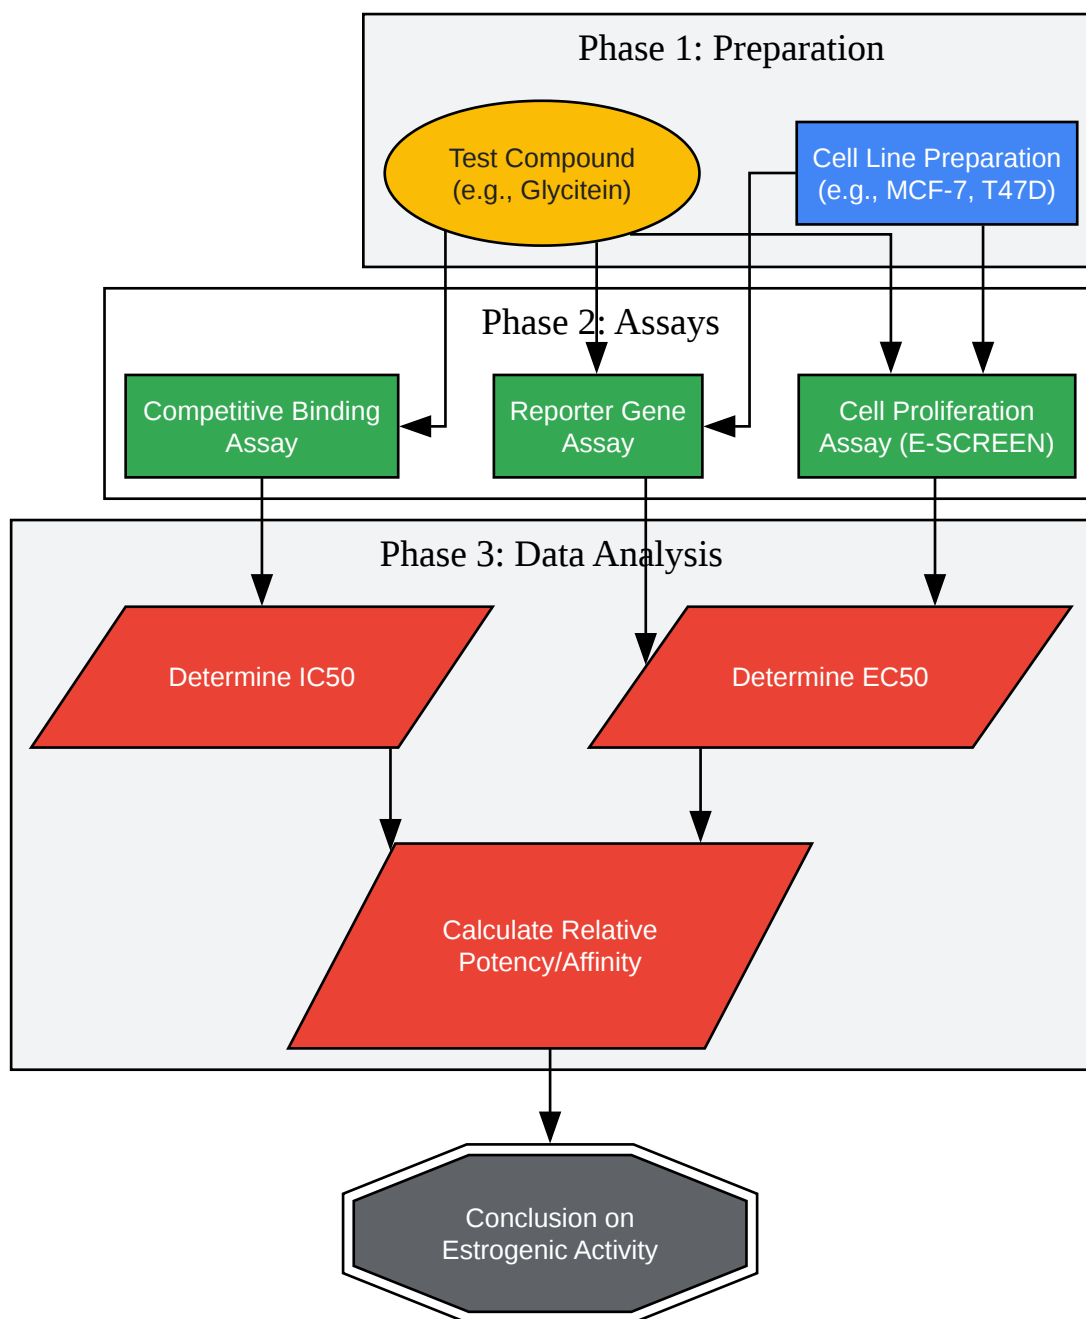 Phase 1: Preparation
Test Compound
(e.g., Glycitein)
Cell Line Preparation
(e.g., MCF-7, T47D)
Phase 2: Assays
Competitive Binding
Assay
Reporter Gene
Assay
Cell Proliferation
Assay (E-SCREEN)
Phase 3: Data Analysis
Determine IC50
Determine EC50
Calculate Relative
Potency/Affinity
Conclusion on
Estrogenic Activity